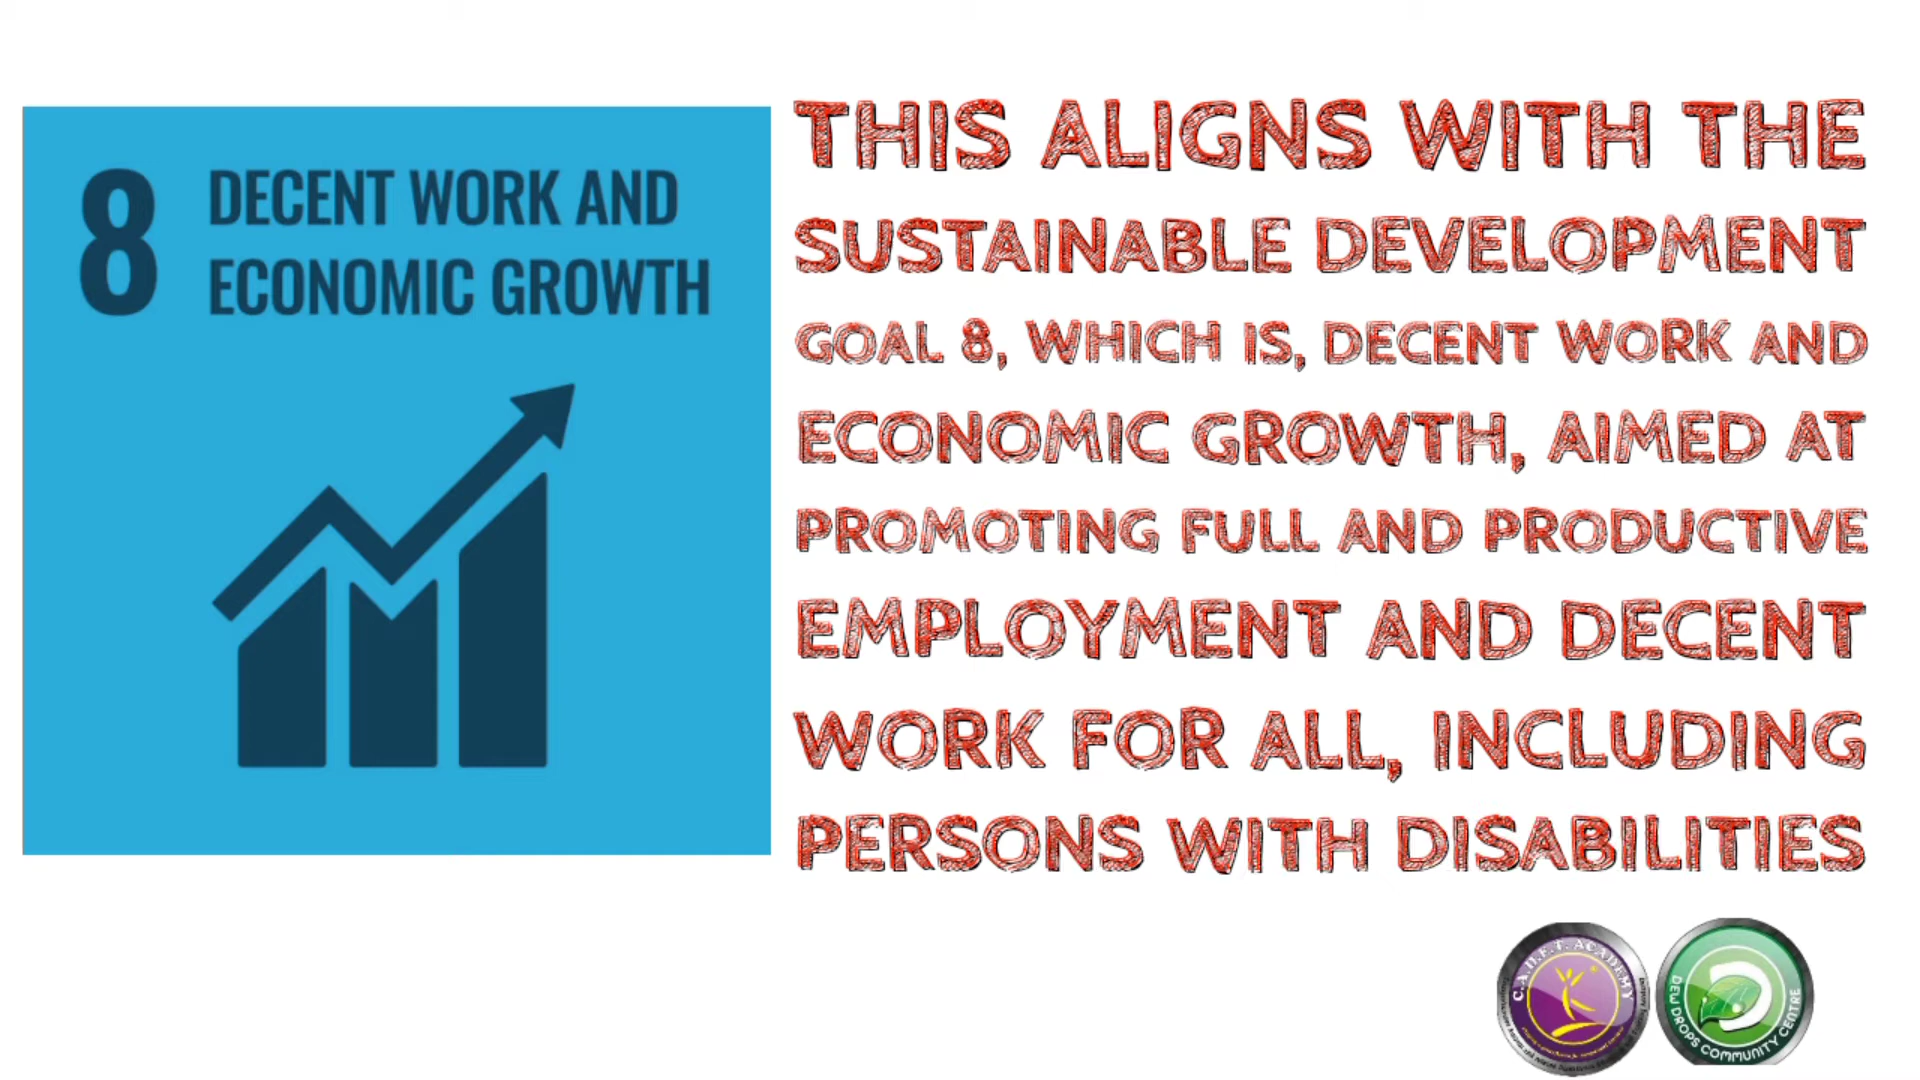 8
DECENT WORK AND
ECONOMIC GROWTH
THIS ALIGNS WITH THE
SUSTAINABLE DEVELOPMENT
GOAL 8, WHICH IS, DECENT WORK AND
ECONOMIC GROWTH, AIMED AT
PROMOTING FULL AND PRODUCTIVE
EMPLOYMENT AND DECENT
WORK FOR ALL, INCLUDING
PERSONS WITH DISABILITIES
ACADEMY
DEW DROPS COMMUNITY CENTRE